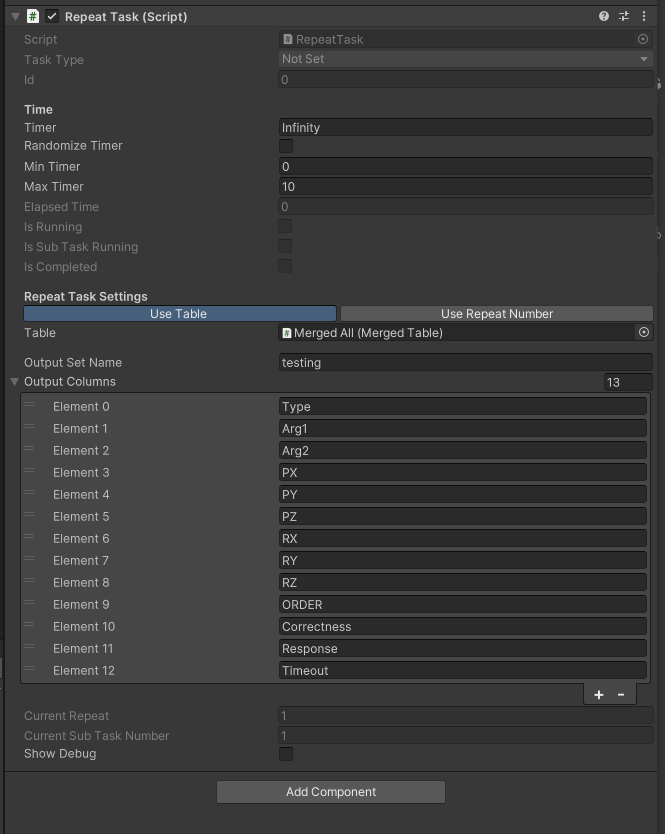 Repeat Task (Script)
Script RepeatTask
Task Type Not Set
Id 0
Time
Timer Infinity
Randomize Timer
Min Timer 0
Max Timer 10
Elapsed Time 0
Is Running
Is Sub Task Running
Is Completed
Repeat Task Settings
Use Table Use Repeat Number
Table Merged All (Merged Table)
Output Set Name testing
Output Columns 13
Element 0 Type
Element 1 Arg1
Element 2 Arg2
Element 3 PX
Element 4 PY
Element 5 PZ
Element 6 RX
Element 7 RY
Element 8 RZ
Element 9 ORDER
Element 10 Correctness
Element 11 Response
Element 12 Timeout
+ -
Current Repeat 1
Current Sub Task Number 1
Show Debug
Add Component